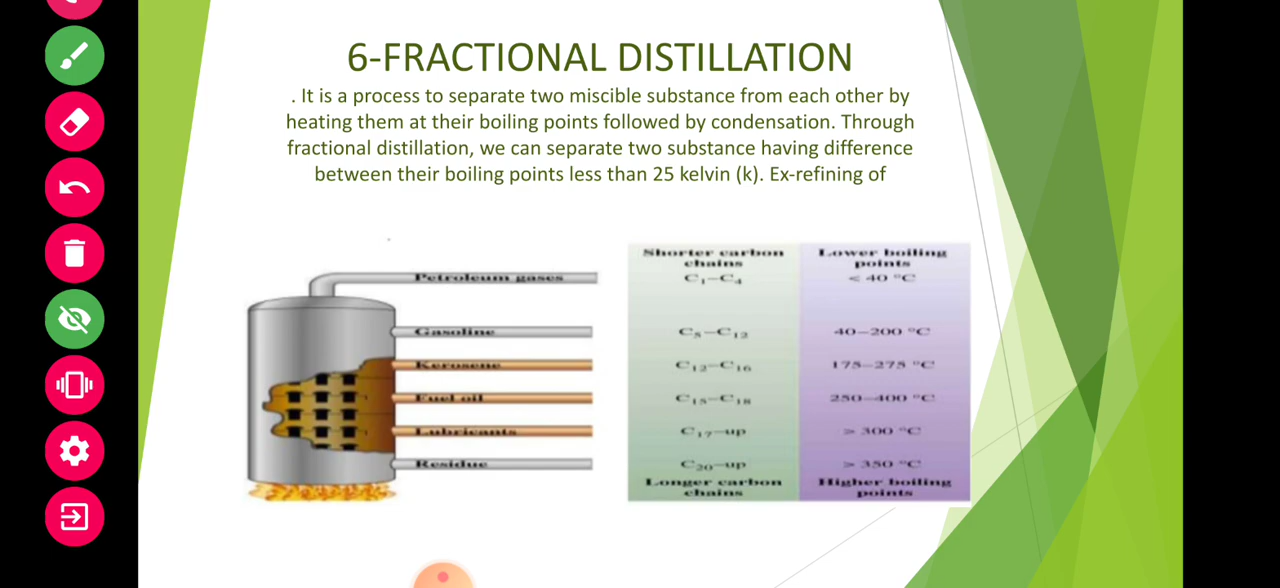 6-FRACTIONAL DISTILLATION
. It is a process to separate two miscible substance from each other by
heating them at their boiling points followed by condensation. Through
fractional distillation, we can separate two substance having difference
between their boiling points less than 25 kelvin (k). Ex-refining of
Shorter carbon chains
Lower boiling points
Petroleum gases C₁–C₄ < 40 °C
Gasoline C₅–C₁₂ 40–200 °C
Kerosene C₁₂–C₁₆ 175–275 °C
Fuel oil C₁₅–C₁₈ 250–400 °C
Lubricants C₁₇–up > 300 °C
Residue C₂₀–up > 350 °C
Longer carbon chains
Higher boiling points